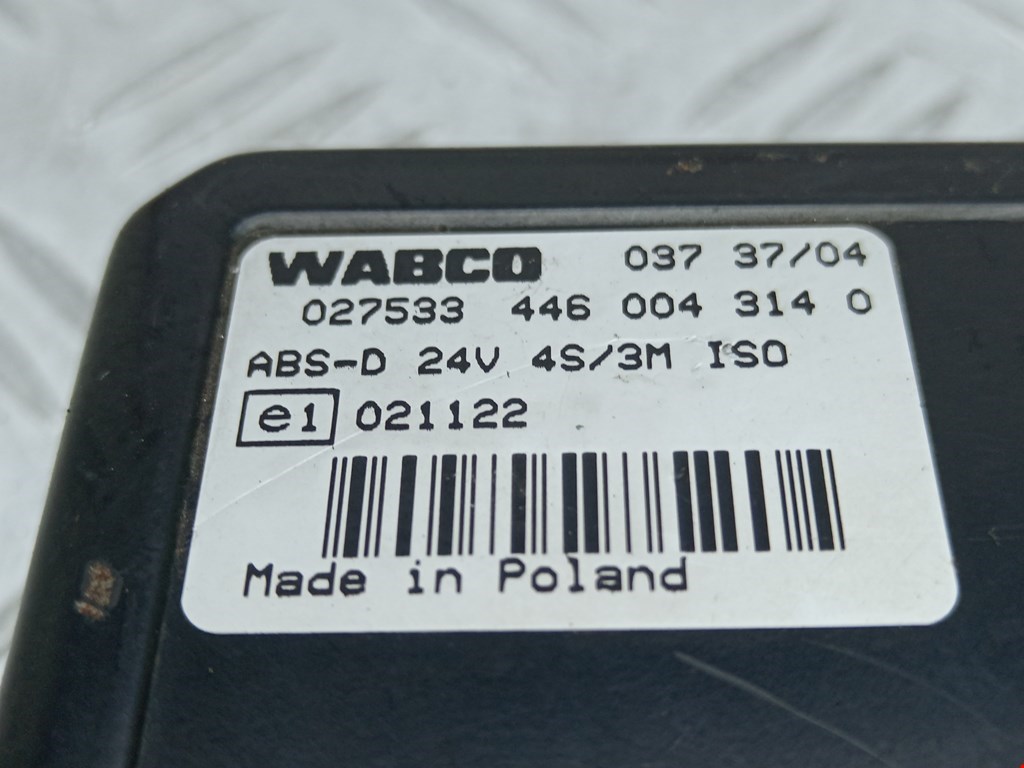 WABCO 037 37/04
027533 446 004 314 0
ABS-D 24V 4S/3M ISO
e1 021122
Made in Poland